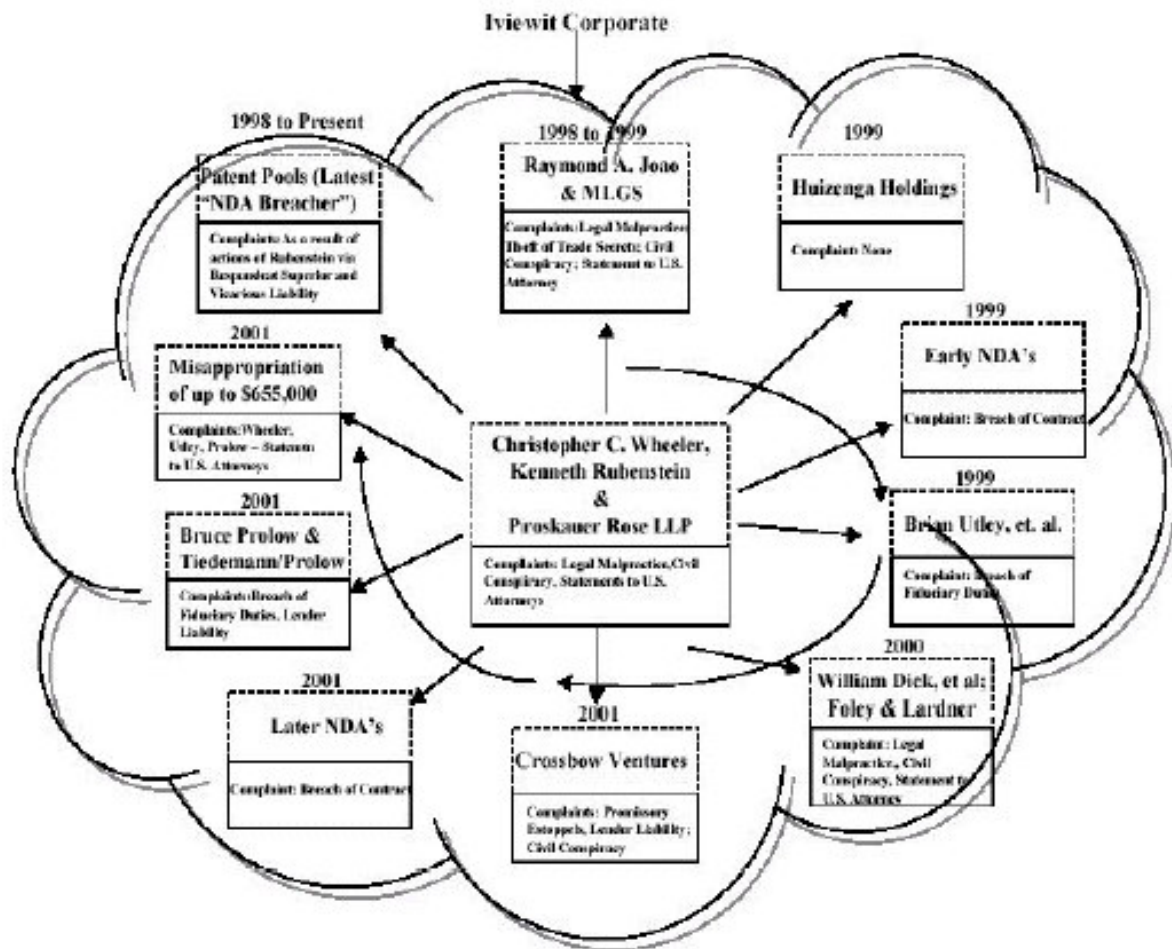 Iviewit Corporate
1998 to Present
Patent Pools (Latest
"NDA Breacher")
Complaints: As a result of
actions of Rubenstein via
Respondent Superior and
Vicarious Liability
1998 to 1999
Raymond A. Joao
& MLGS
Complaints: Legal Malpractice;
Theft of Trade Secrets; Civil
Conspiracy; Statement to U.S.
Attorney
1999
Huizenga Holdings
Complaint: None
1999
Early NDA's
Complaint: Breach of Contract
2001
Misappropriation
of up to $655,000
Complaints: Wheeler,
Utley, Prolow – Statement
to U.S. Attorneys
Christopher C. Wheeler,
Kenneth Rubenstein
&
Proskauer Rose LLP
Complaints: Legal Malpractice, Civil
Conspiracy, Statements to U.S.
Attorneys
1999
Brian Utley, et. al.
Complaint: Breach of
Fiduciary Duties
2001
Bruce Prolow &
Tiedemann/Prolow
Complaints: Breach of
Fiduciary Duties, Lender
Liability
2001
Later NDA's
Complaint: Breach of Contract
2001
Crossbow Ventures
Complaints: Promissory
Estoppels, Lender Liability;
Civil Conspiracy
2000
William Dick, et al;
Foley & Lardner
Complaint: Legal
Malpractice, Civil
Conspiracy, Statement to
U.S. Attorney